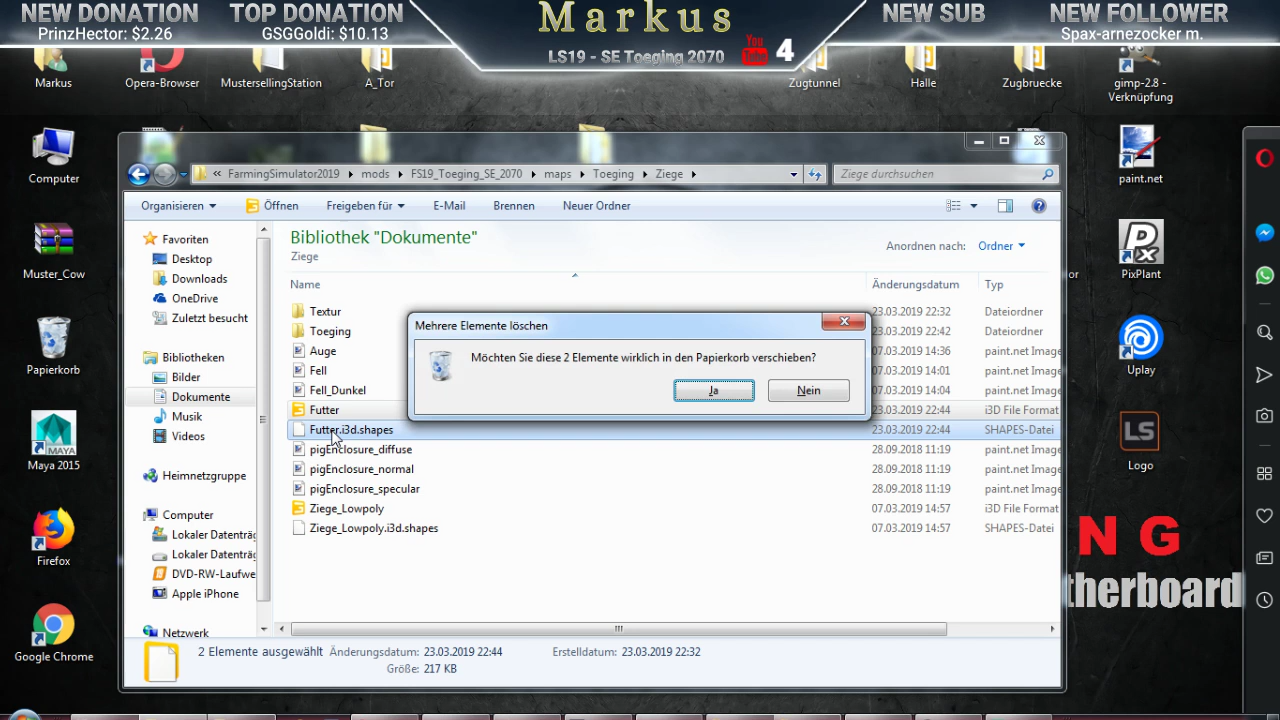 NEW DONATION
PrinzHector: $2.26
TOP DONATION
GSGGoldi: $10.13
Markus
LS19 - SE Toeging 2070
You Tube
4
NEW SUB
NEW FOLLOWER
Spax-arnezocker m.
Markus
Opera-Browser
MustersellingStation
A_Tor
Zugtunnel
Halle
Zugbruecke
gimp-2.8 -
Verknüpfung
Computer
Muster_Cow
Papierkorb
Maya 2015
MAYA
Firefox
Google Chrome
paint.net
PX
PixPlant
Uplay
LS
Logo
N G
therboard
« FarmingSimulator2019 ▸ mods ▸ FS19_Toeging_SE_2070 ▸ maps ▸ Toeging ▸ Ziege ▸
Ziege durchsuchen
Organisieren
Öffnen
Freigeben für
E-Mail
Brennen
Neuer Ordner
Favoriten
Desktop
Downloads
OneDrive
Zuletzt besucht
Bibliotheken
Bilder
Dokumente
Musik
Videos
Heimnetzgruppe
Computer
Lokaler Datenträg
Lokaler Datenträg
DVD-RW-Laufwe
Apple iPhone
Netzwerk
Bibliothek "Dokumente"
Ziege
Anordnen nach: Ordner
Name
Änderungsdatum
Typ
Textur 23.03.2019 22:32 Dateiordner
Toeging 23.03.2019 22:42 Dateiordner
Auge 07.03.2019 14:36 paint.net Image
Fell 07.03.2019 14:01 paint.net Image
Fell_Dunkel 07.03.2019 14:04 paint.net Image
Futter 23.03.2019 22:44 i3D File Format
Futter.i3d.shapes 23.03.2019 22:44 SHAPES-Datei
pigEnclosure_diffuse 28.09.2018 11:19 paint.net Image
pigEnclosure_normal 28.09.2018 11:19 paint.net Image
pigEnclosure_specular 28.09.2018 11:19 paint.net Image
Ziege_Lowpoly 07.03.2019 14:57 i3D File Format
Ziege_Lowpoly.i3d.shapes 07.03.2019 14:57 SHAPES-Datei
Mehrere Elemente löschen
Möchten Sie diese 2 Elemente wirklich in den Papierkorb verschieben?
Ja
Nein
2 Elemente ausgewählt Änderungsdatum: 23.03.2019 22:44 Erstelldatum: 23.03.2019 22:32
Größe: 217 KB